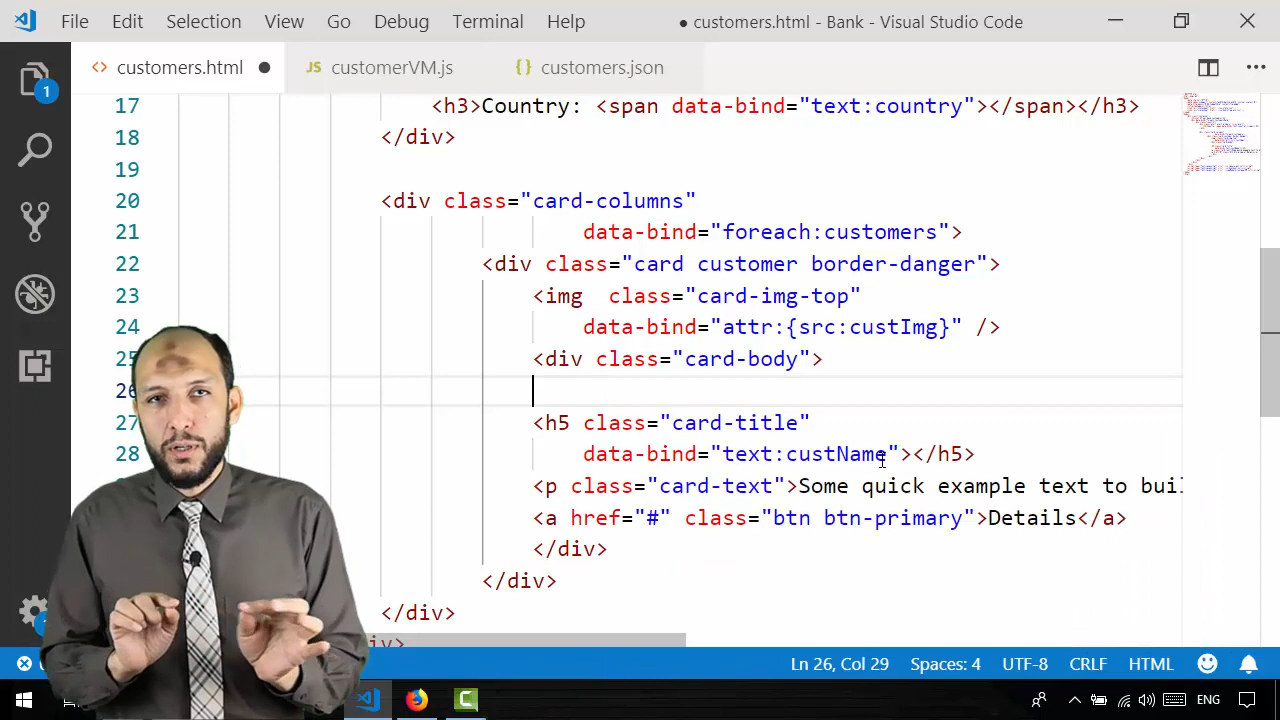 File Edit Selection View Go Debug Terminal Help ● customers.html - Bank - Visual Studio Code
<> customers.html ● JS customerVM.js {} customers.json
1
17 <h3>Country: <span data-bind="text:country"></span></h3>
18 </div>
19
20 <div class="card-columns"
21 data-bind="foreach:customers">
22 <div class="card customer border-danger">
23 <img  class="card-img-top"
24 data-bind="attr:{src:custImg}" />
25 <div class="card-body">
26
27 <h5 class="card-title"
28 data-bind="text:custName"></h5>
<p class="card-text">Some quick example text to buil
<a href="#" class="btn btn-primary">Details</a>
</div>
</div>
</div>
iv>
Ln 26, Col 29 Spaces: 4 UTF-8 CRLF HTML
ENG